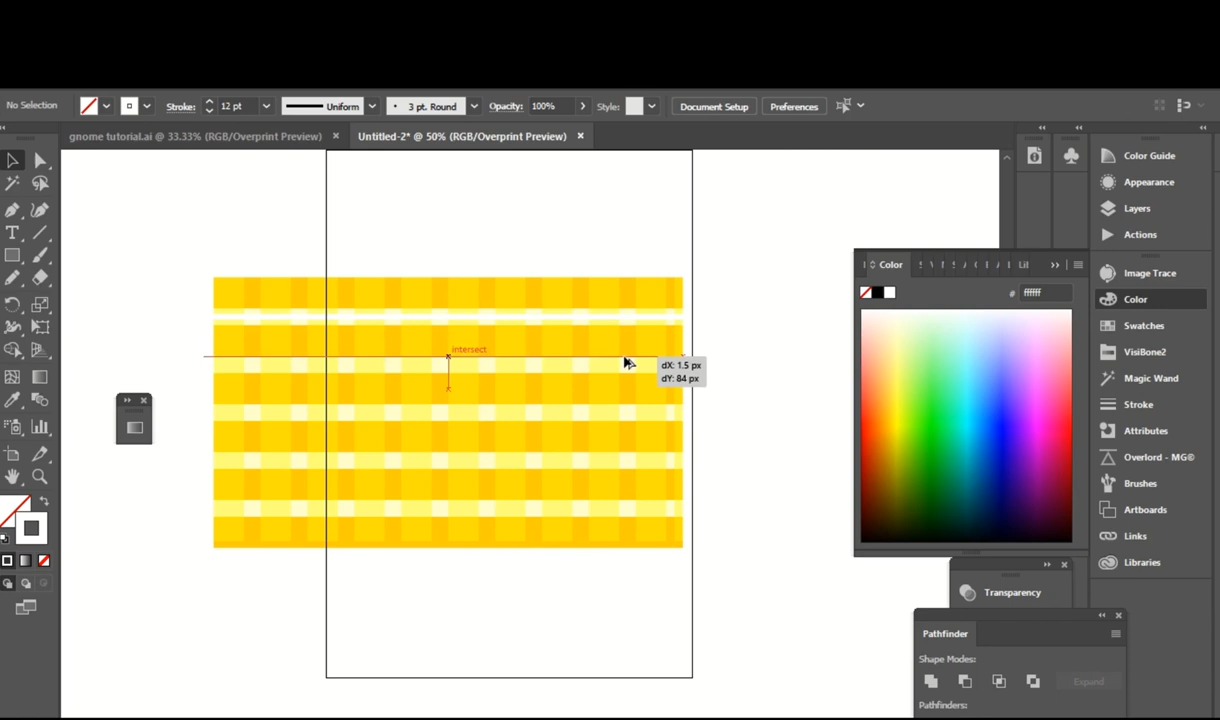 No Selection
Stroke:
12 pt
Uniform
3 pt. Round
Opacity:
100%
Style:
Document Setup
Preferences
gnome tutorial.ai @ 33.33% (RGB/Overprint Preview)
Untitled-2* @ 50% (RGB/Overprint Preview)
intersect
dX: 1.5 px
dY: 84 px
Color
Lil
#
ffffff
Color Guide
Appearance
Layers
Actions
Image Trace
Color
Swatches
VisiBone2
Magic Wand
Stroke
Attributes
Overlord - MG©
Brushes
Artboards
Links
Libraries
Transparency
Pathfinder
Shape Modes:
Expand
Pathfinders: